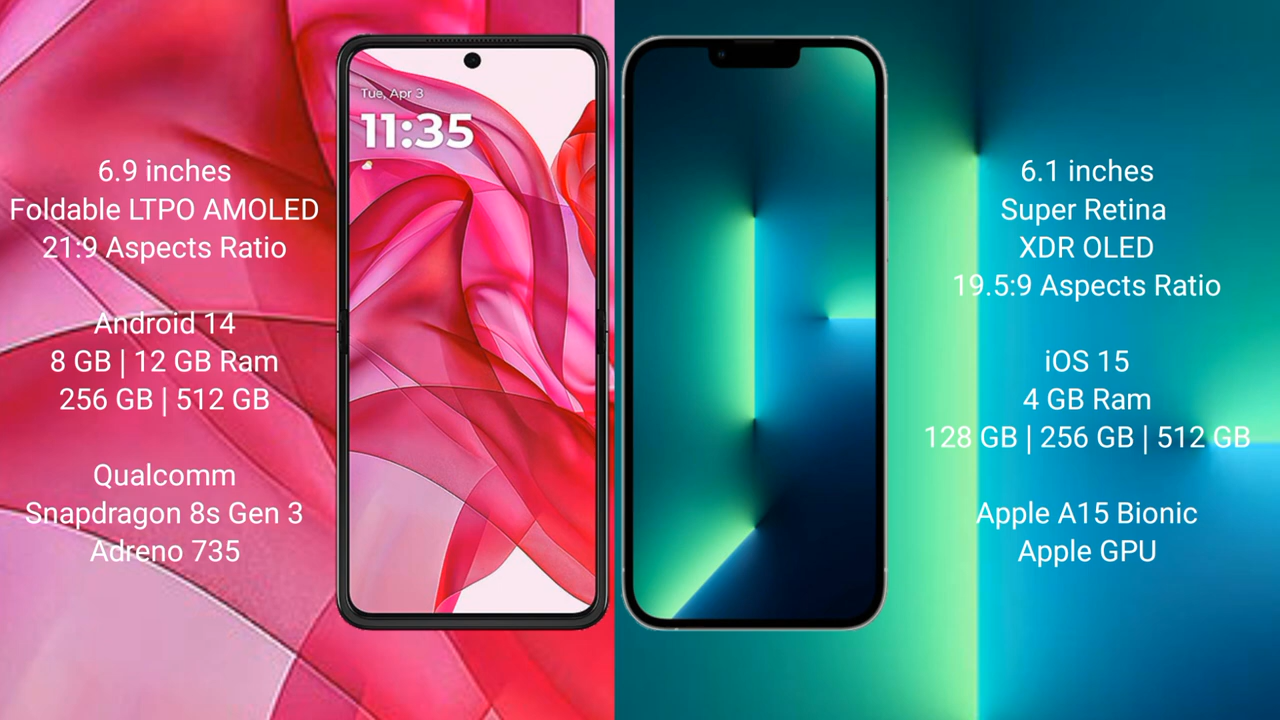 6.9 inches
Foldable LTPO AMOLED
21:9 Aspects Ratio
Android 14
8 GB | 12 GB Ram
256 GB | 512 GB
Qualcomm
Snapdragon 8s Gen 3
Adreno 735
Tue, Apr 3
11:35
6.1 inches
Super Retina
XDR OLED
19.5:9 Aspects Ratio
iOS 15
4 GB Ram
128 GB | 256 GB | 512 GB
Apple A15 Bionic
Apple GPU